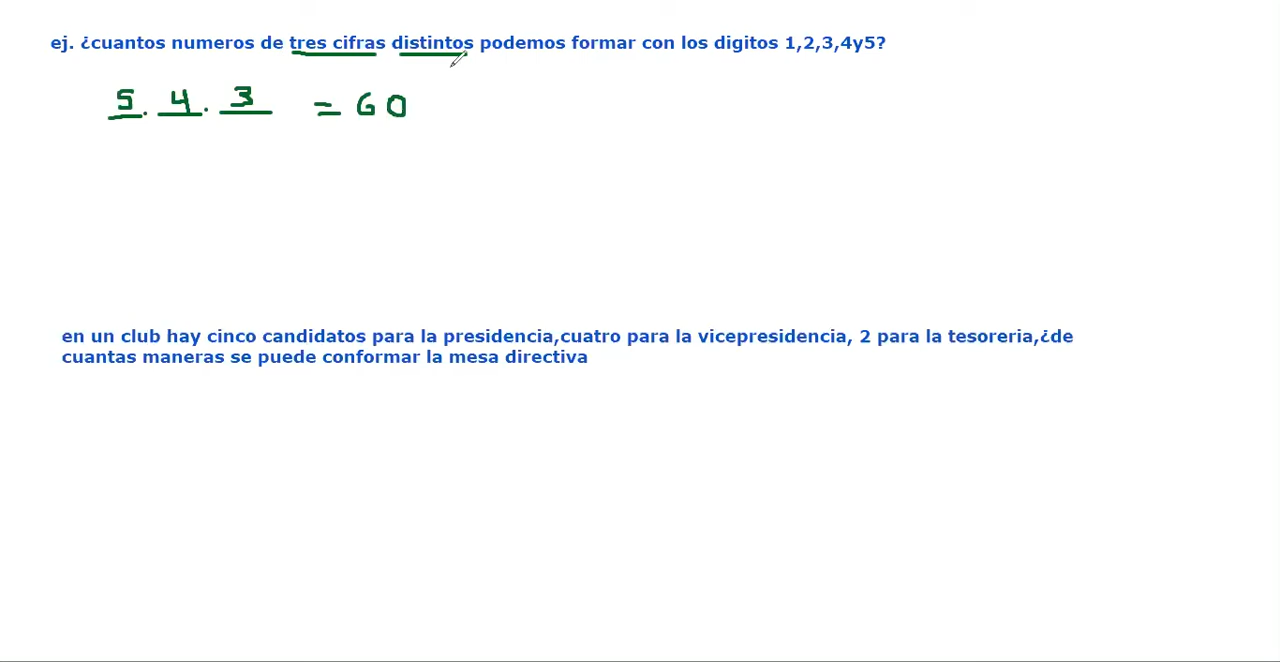 ej. ¿cuantos numeros de tres cifras distintos podemos formar con los digitos 1,2,3,4y5?
5 . 4 . 3 = 60
en un club hay cinco candidatos para la presidencia,cuatro para la vicepresidencia, 2 para la tesoreria,¿de
cuantas maneras se puede conformar la mesa directiva